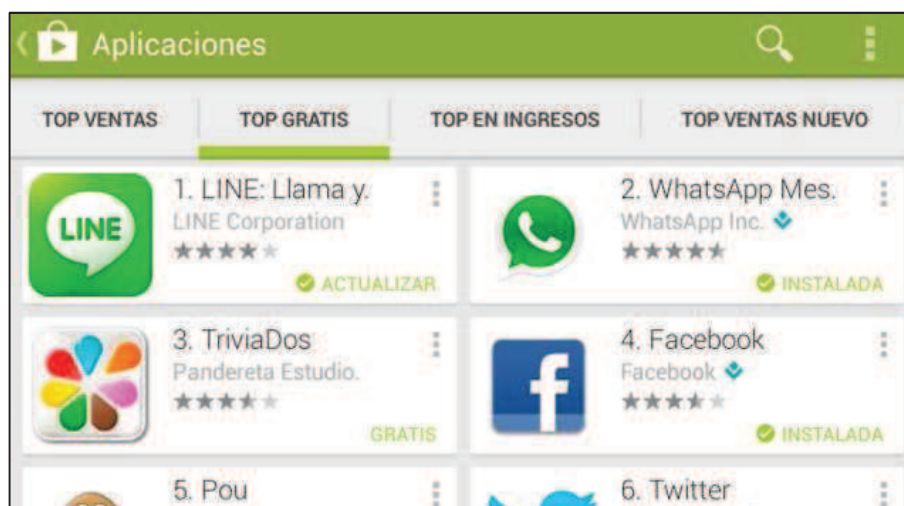 Aplicaciones
TOP VENTAS
TOP GRATIS
TOP EN INGRESOS
TOP VENTAS NUEVO
LINE
1. LINE: Llama y.
LINE Corporation
ACTUALIZAR
2. WhatsApp Mes.
WhatsApp Inc.
INSTALADA
3. TriviaDos
Pandereta Estudio.
GRATIS
f
4. Facebook
Facebook
INSTALADA
5. Pou
6. Twitter